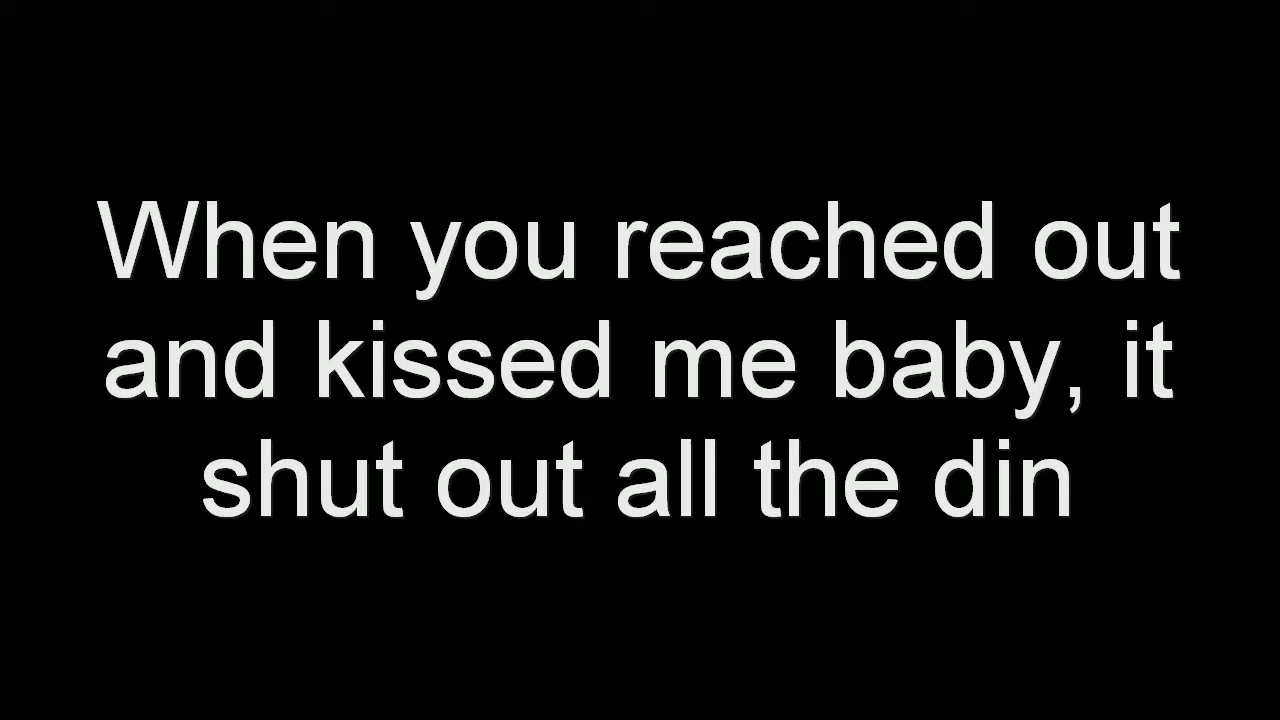 When you reached out
and kissed me baby, it
shut out all the din